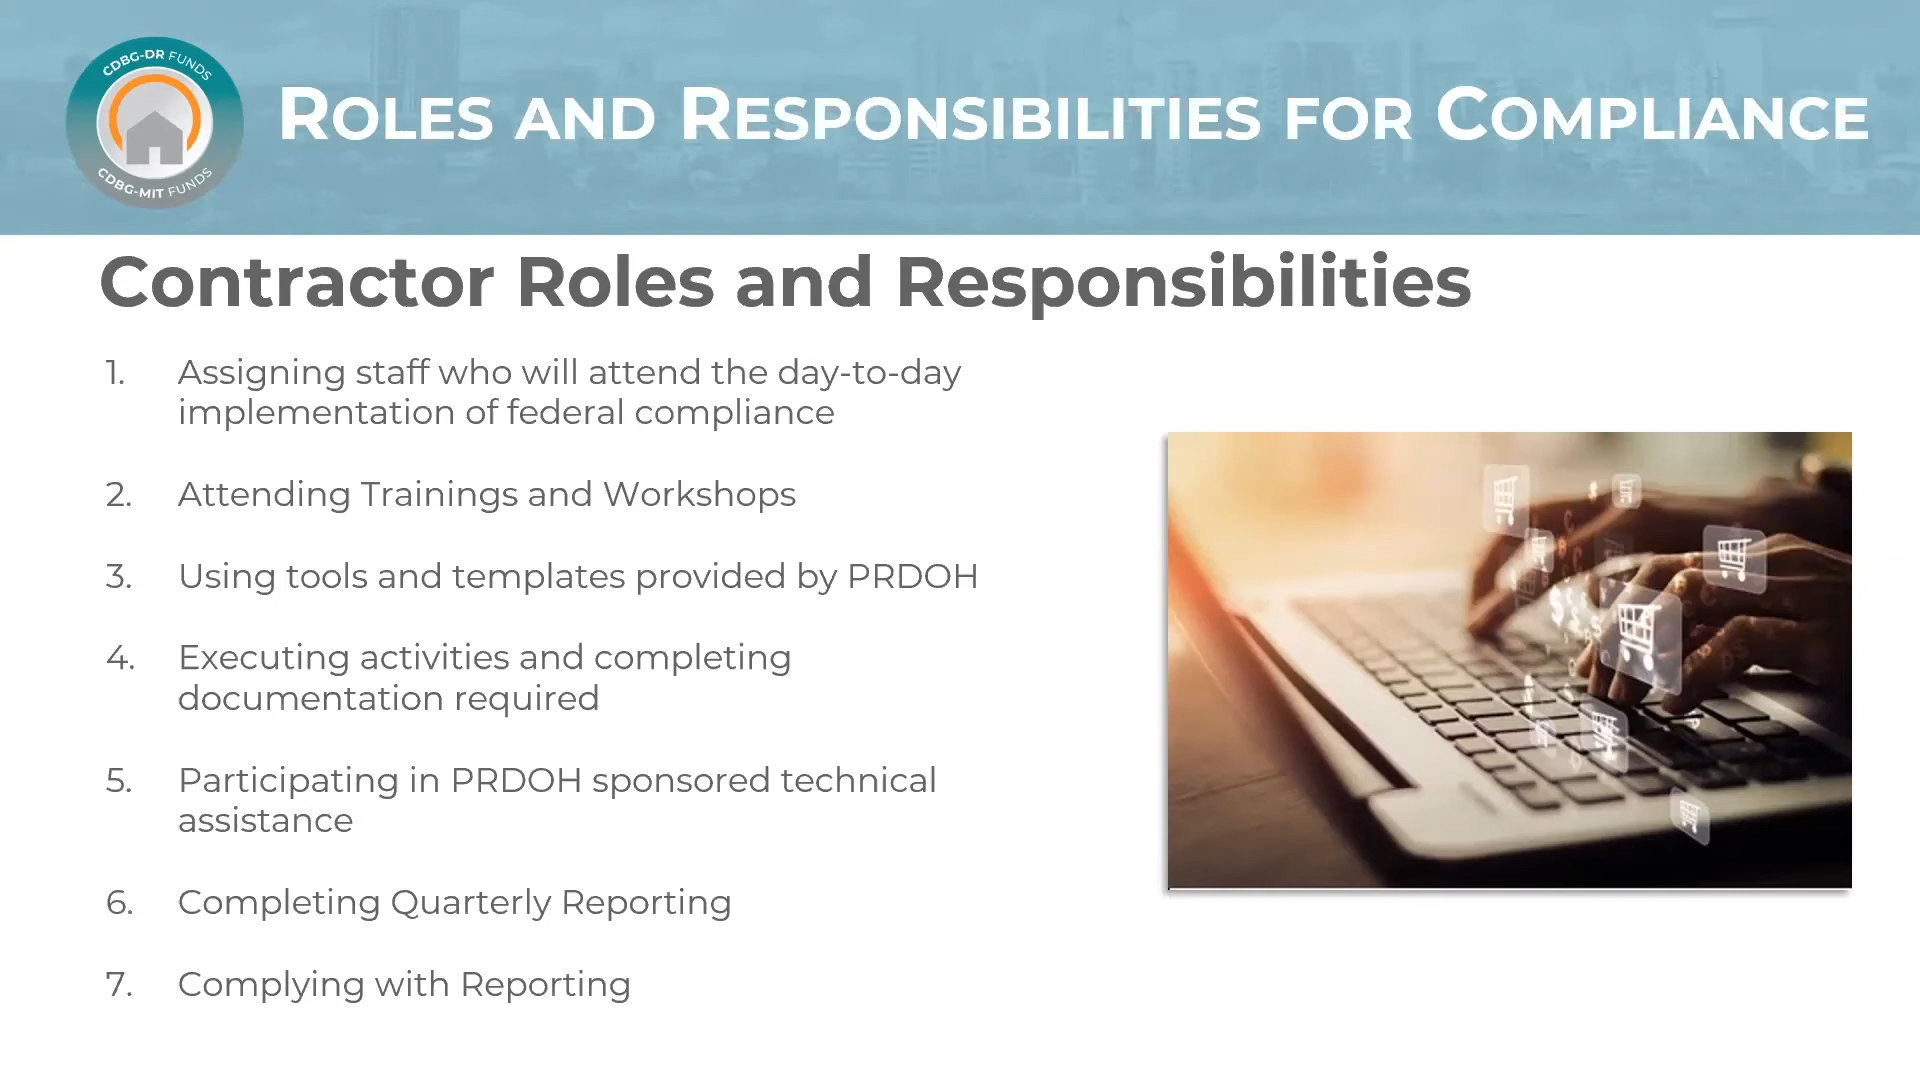 CDBG-DR FUNDS
CDBG-MIT FUNDS
ROLES AND RESPONSIBILITIES FOR COMPLIANCE
Contractor Roles and Responsibilities
1. Assigning staff who will attend the day-to-day
implementation of federal compliance
2. Attending Trainings and Workshops
3. Using tools and templates provided by PRDOH
4. Executing activities and completing
documentation required
5. Participating in PRDOH sponsored technical
assistance
6. Completing Quarterly Reporting
7. Complying with Reporting